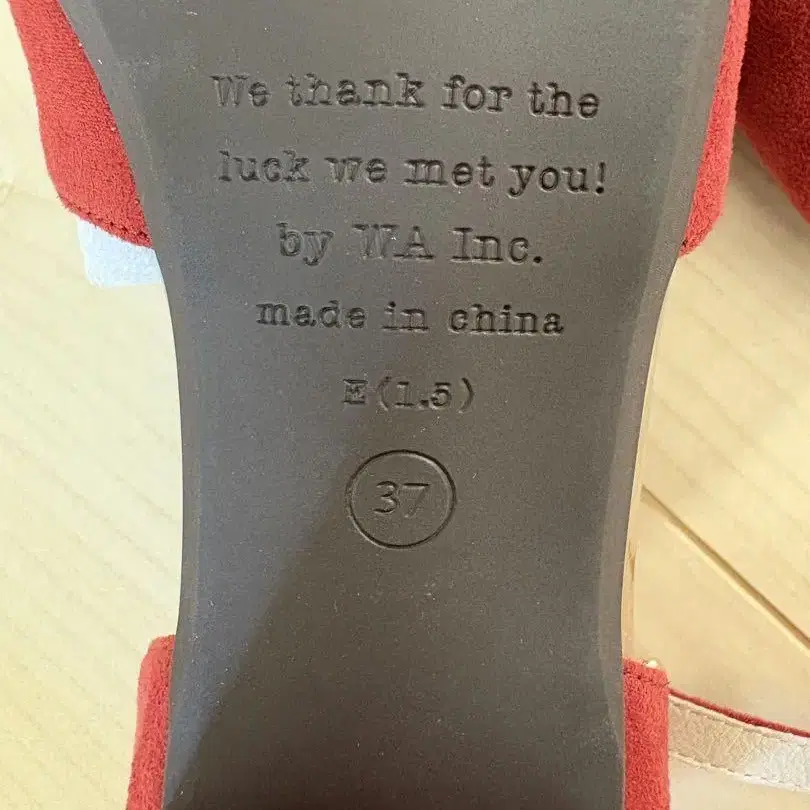 We thank for the
luck we met you!
by WA Inc.
made in china
E(1.5)
37